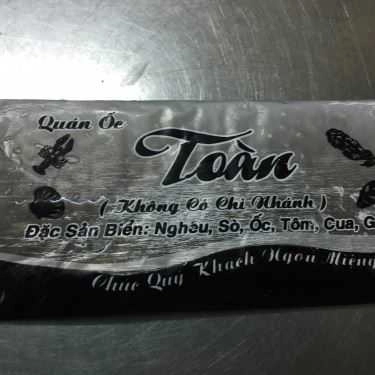 Quán Ốc
Toàn
( Không Có Chi Nhánh )
Đặc Sản Biển: Nghêu, Sò, Ốc, Tôm, Cua, G
Chúc Quý Khách Ngon Miệng